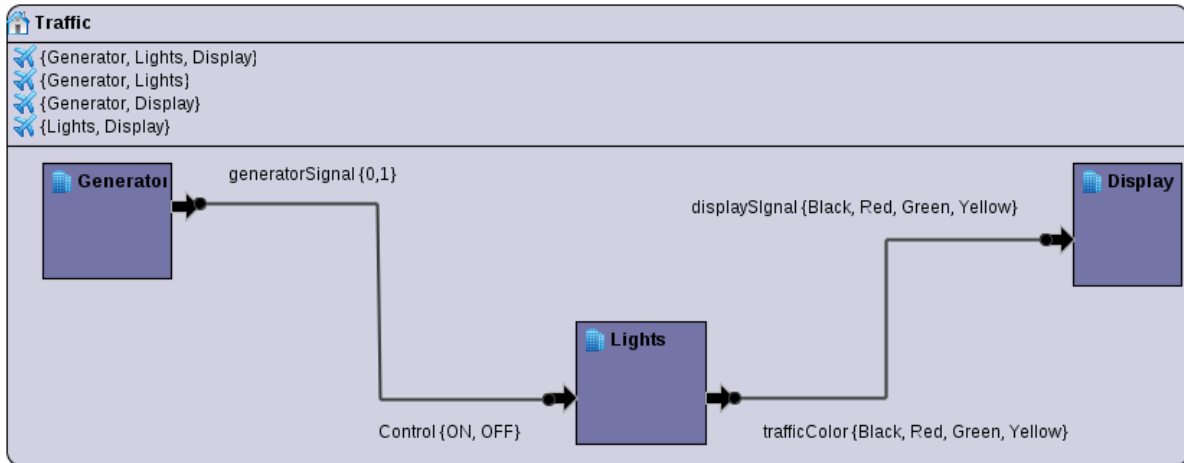 Traffic
{Generator, Lights, Display}
{Generator, Lights}
{Generator, Display}
{Lights, Display}
Generator
generatorSignal {0,1}
Display
displaySIgnal {Black, Red, Green, Yellow}
Lights
Control {ON, OFF}
trafficColor {Black, Red, Green, Yellow}